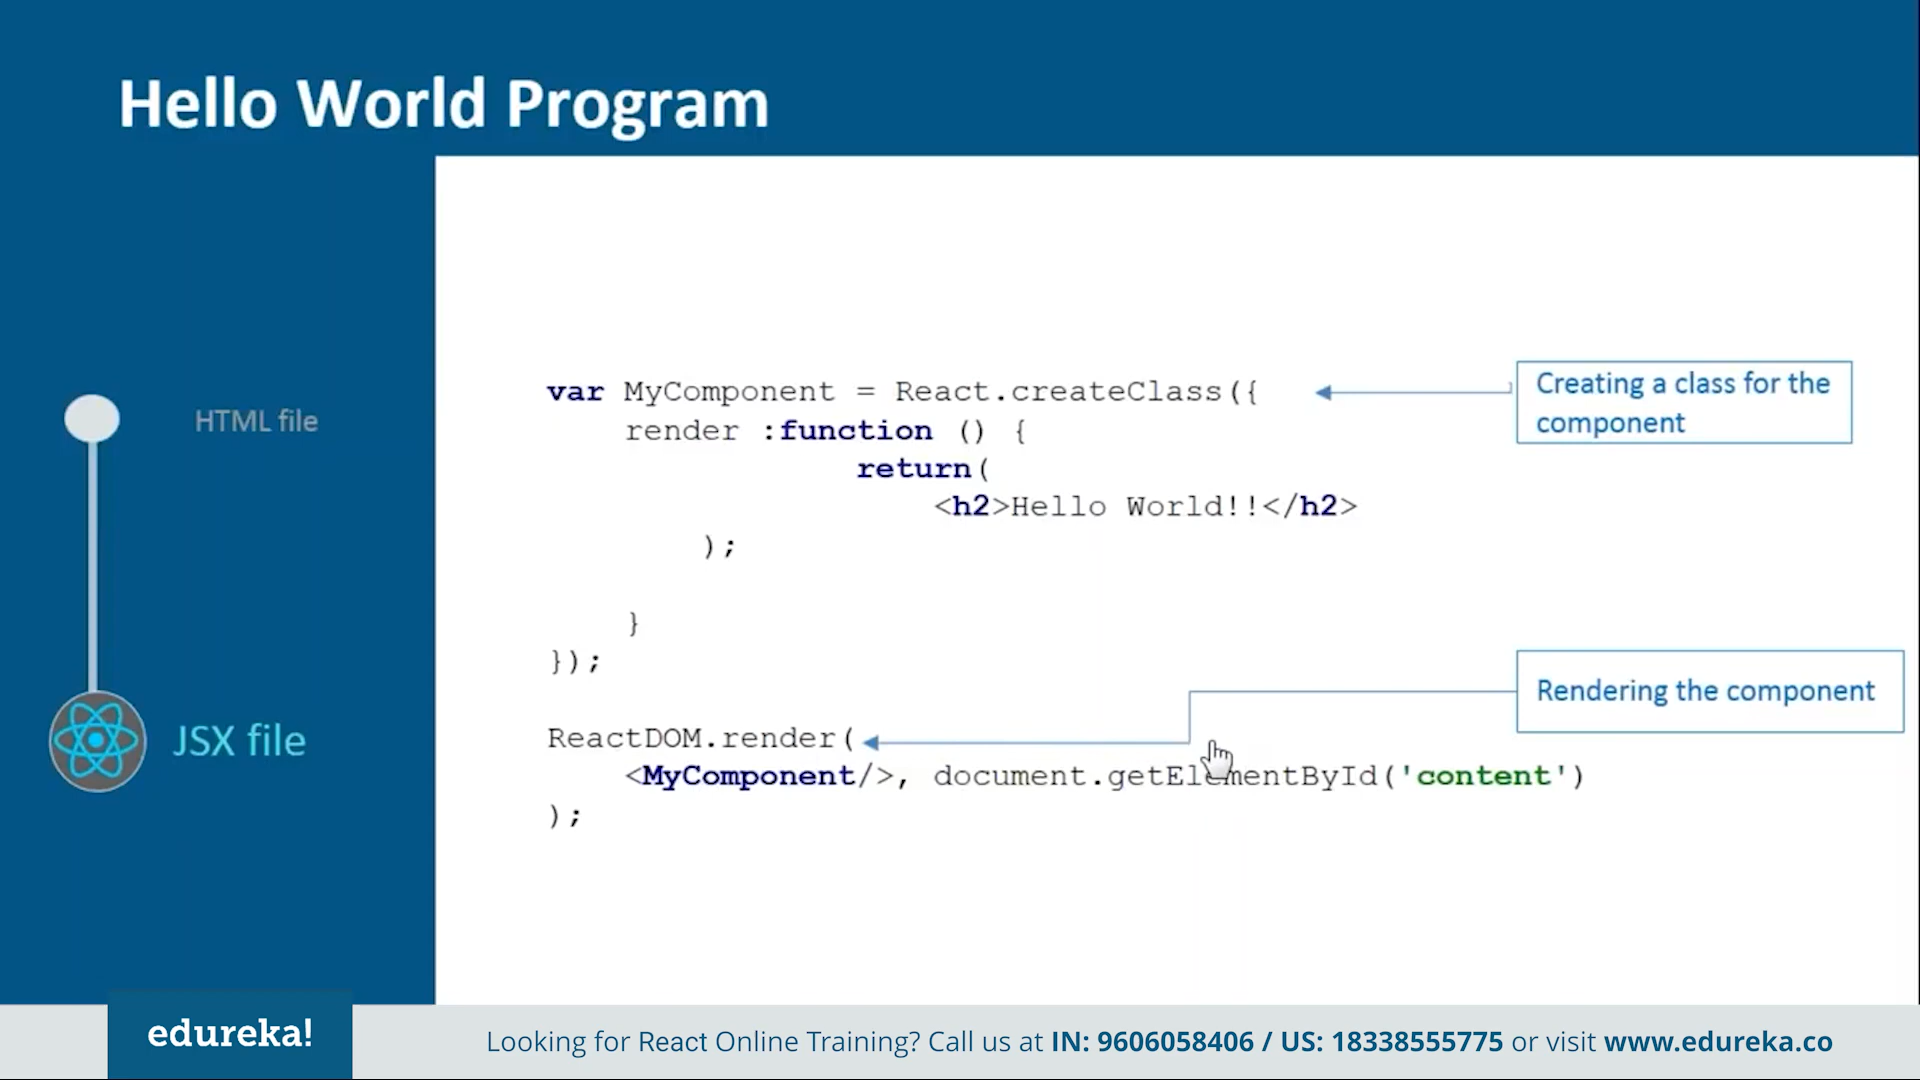 Hello World Program
HTML file
JSX file
var MyComponent = React.createClass({
render :function () {
return(
<h2>Hello World!!</h2>
);
}
});
ReactDOM.render(
<MyComponent/>, document.getElementById('content')
);
Creating a class for the
component
Rendering the component
edureka!
Looking for React Online Training? Call us at IN: 9606058406 / US: 18338555775 or visit www.edureka.co